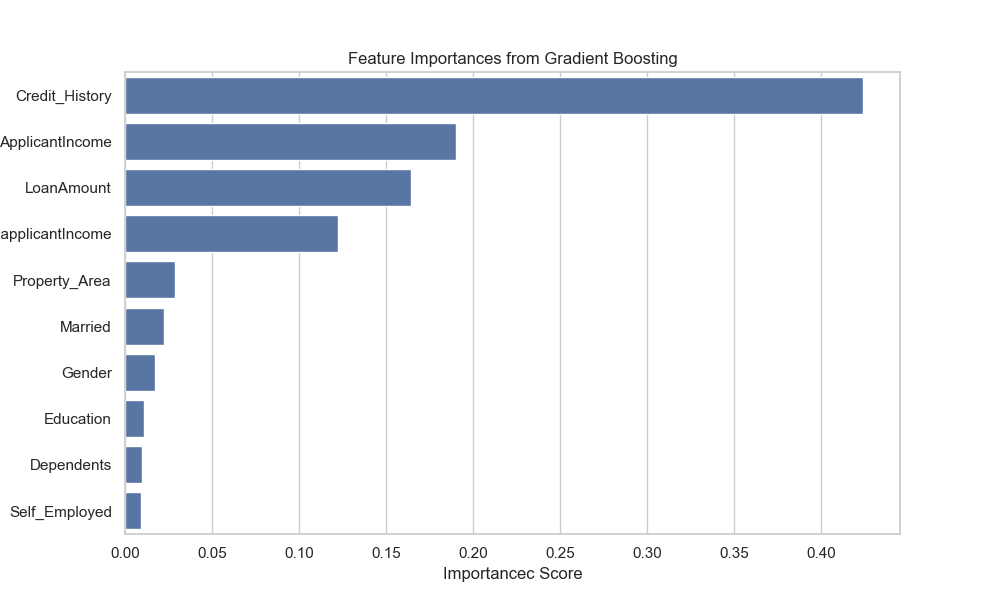 Feature Importances from Gradient Boosting
Credit_History
ApplicantIncome
LoanAmount
applicantIncome
Property_Area
Married
Gender
Education
Dependents
Self_Employed
0.00 0.05 0.10 0.15 0.20 0.25 0.30 0.35 0.40
Importancec Score